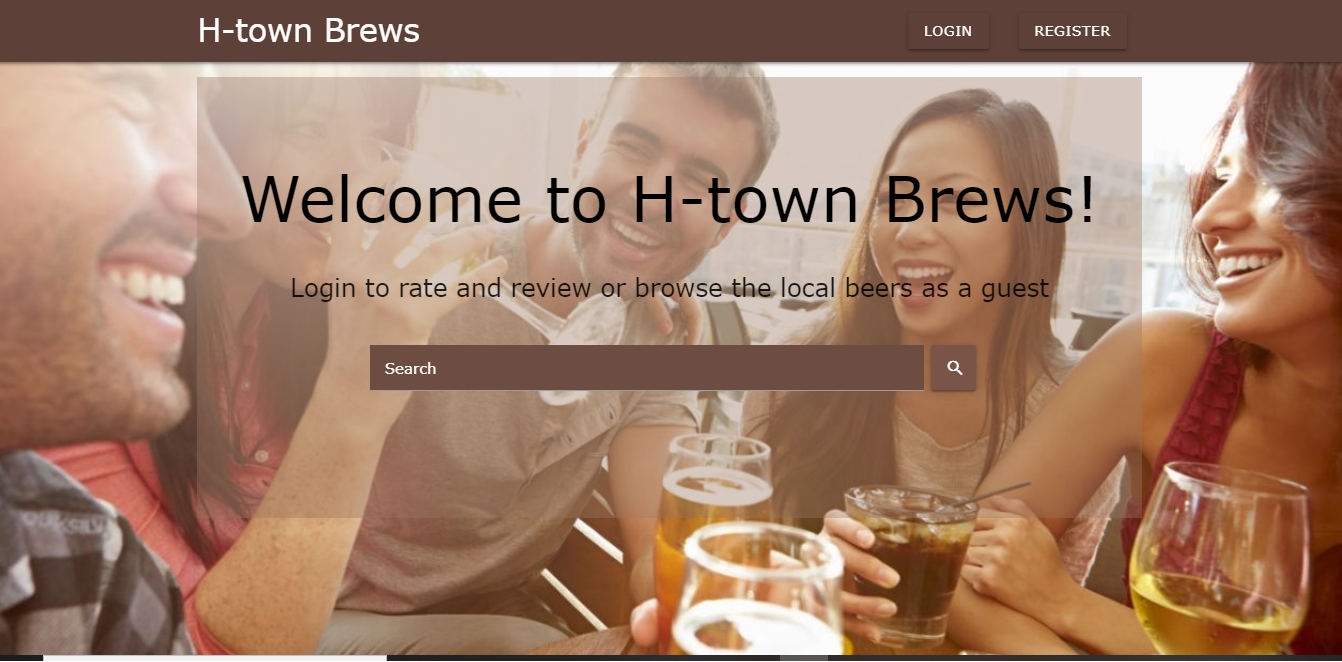 H-town Brews
LOGIN
REGISTER
Welcome to H-town Brews!
Login to rate and review or browse the local beers as a guest
Search
QUIKSILV